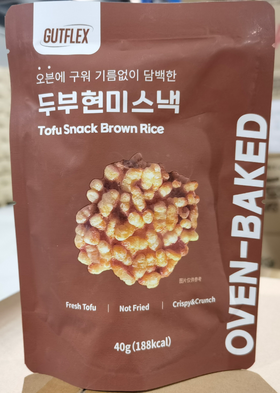 GUTFLEX
오븐에 구워 기름없이 담백한
두부현미스낵
Tofu Snack Brown Rice
OVEN-BAKED
Fresh Tofu | Not Fried | Crispy&Crunch
40g (188kcal)